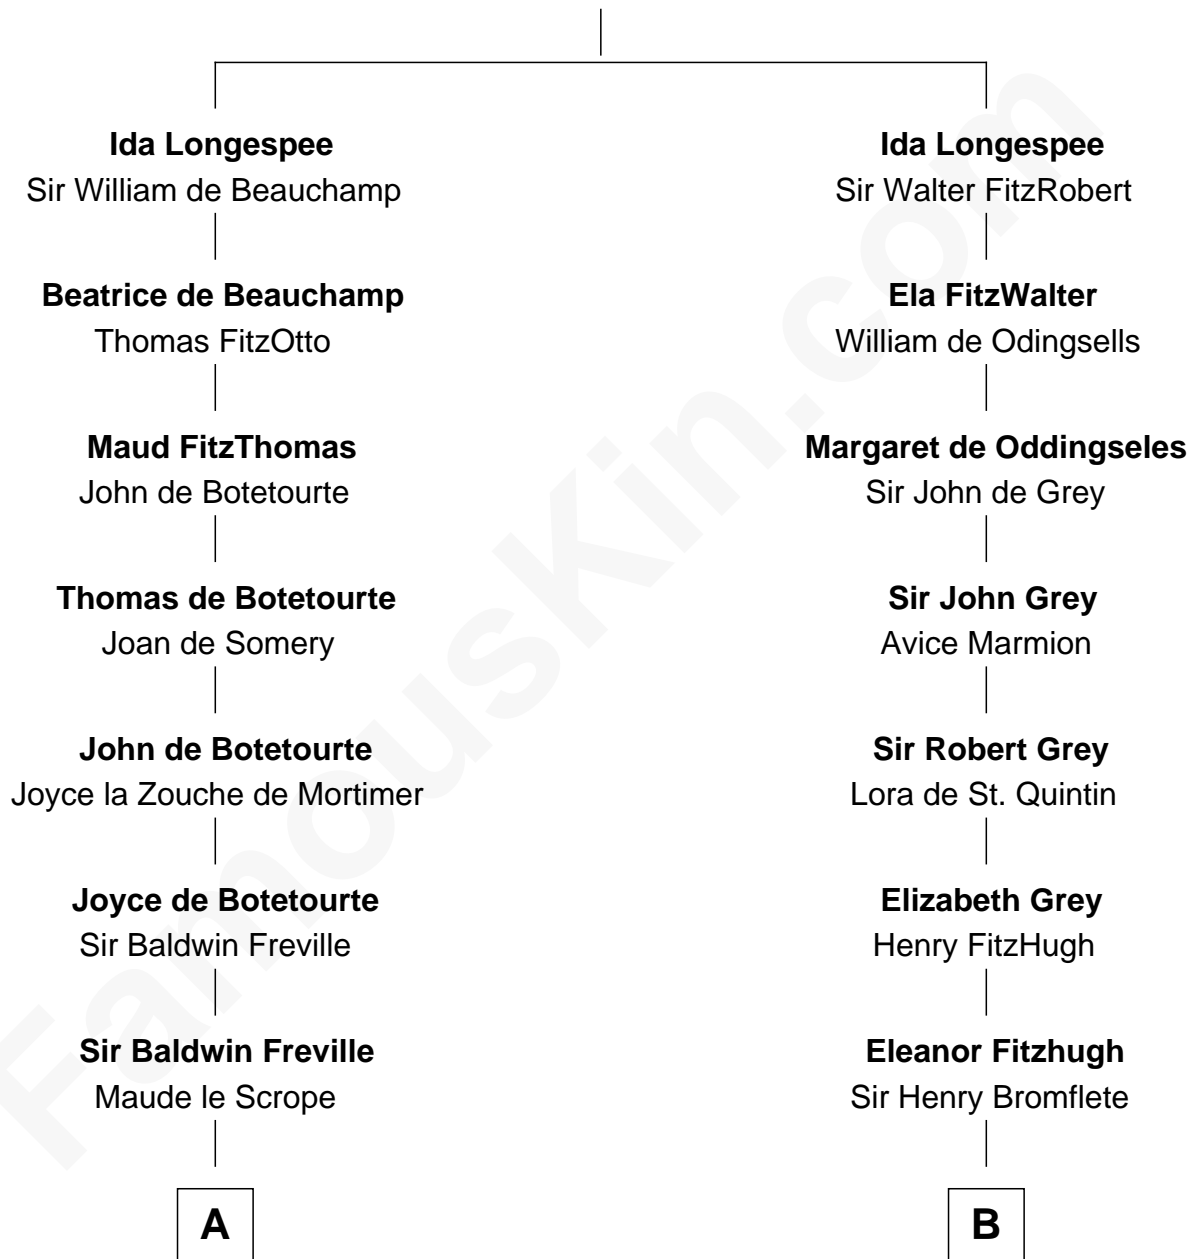 Ida Longespee
Sir William de Beauchamp
Beatrice de Beauchamp
Thomas FitzOtto
Maud FitzThomas
John de Botetourte
Thomas de Botetourte
Joan de Somery
John de Botetourte
Joyce la Zouche de Mortimer
Joyce de Botetourte
Sir Baldwin Freville
Sir Baldwin Freville
Maude le Scrope
A
Ida Longespee
Sir Walter FitzRobert
Ela FitzWalter
William de Odingsells
Margaret de Oddingseles
Sir John de Grey
Sir John Grey
Avice Marmion
Sir Robert Grey
Lora de St. Quintin
Elizabeth Grey
Henry FitzHugh
Eleanor Fitzhugh
Sir Henry Bromflete
B
FamousKin.com